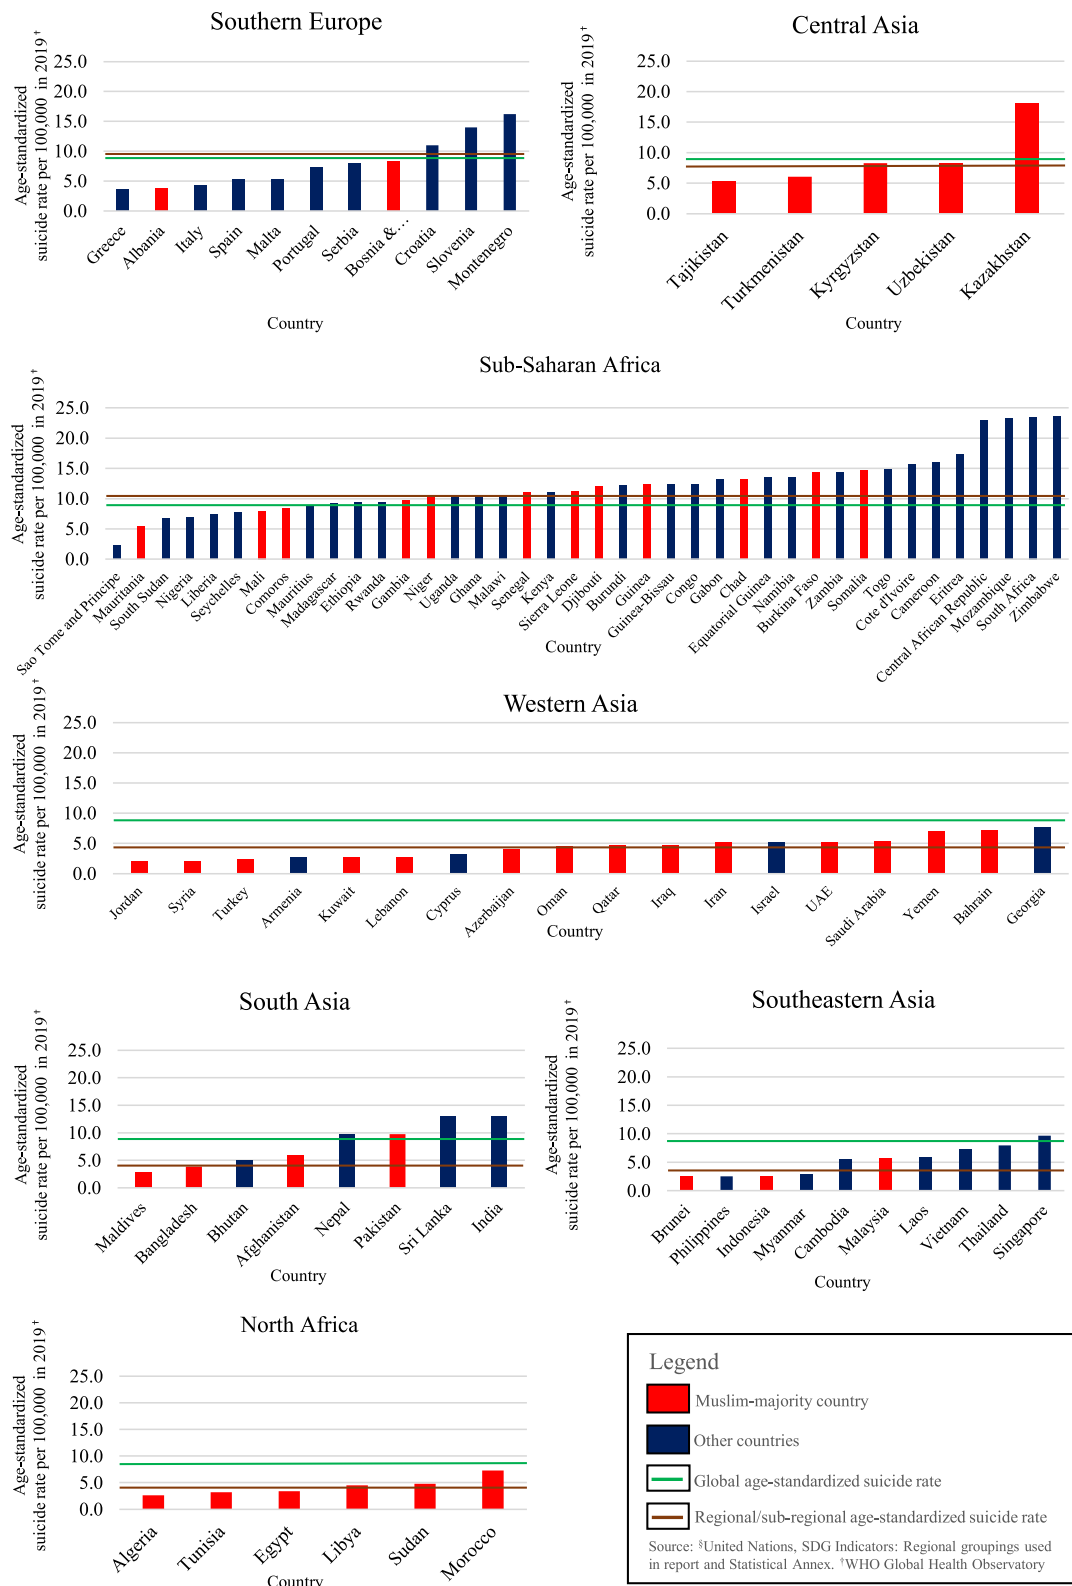 Southern Europe
Age-standardized
suicide rate per 100,000 in 2019†
25.0
20.0
15.0
10.0
5.0
0.0
Greece
Albania
Italy
Spain
Malta
Portugal
Serbia
Bosnia &…
Croatia
Slovenia
Montenegro
Country
Central Asia
Age-standardized
suicide rate per 100,000 in 2019†
25.0
20.0
15.0
10.0
5.0
0.0
Tajikistan
Turkmenistan
Kyrgyzstan
Uzbekistan
Kazakhstan
Country
Sub-Saharan Africa
Age-standardized
suicide rate per 100,000 in 2019†
25.0
20.0
15.0
10.0
5.0
0.0
Sao Tome and Principe
Mauritania
South Sudan
Nigeria
Liberia
Seychelles
Mali
Comoros
Mauritius
Madagascar
Ethiopia
Rwanda
Gambia
Niger
Uganda
Ghana
Malawi
Senegal
Kenya
Sierra Leone
Djibouti
Burundi
Guinea
Guinea-Bissau
Congo
Gabon
Chad
Equatorial Guinea
Namibia
Burkina Faso
Zambia
Somalia
Togo
Cote d'Ivoire
Cameroon
Eritrea
Central African Republic
Mozambique
South Africa
Zimbabwe
Country
Western Asia
Age-standardized
suicide rate per 100,000 in 2019†
25.0
20.0
15.0
10.0
5.0
0.0
Jordan
Syria
Turkey
Armenia
Kuwait
Lebanon
Cyprus
Azerbaijan
Oman
Qatar
Iraq
Iran
Israel
UAE
Saudi Arabia
Yemen
Bahrain
Georgia
Country
South Asia
Age-standardized
suicide rate per 100,000 in 2019†
25.0
20.0
15.0
10.0
5.0
0.0
Maldives
Bangladesh
Bhutan
Afghanistan
Nepal
Pakistan
Sri Lanka
India
Country
Southeastern Asia
Age-standardized
suicide rate per 100,000 in 2019†
25.0
20.0
15.0
10.0
5.0
0.0
Brunei
Philippines
Indonesia
Myanmar
Cambodia
Malaysia
Laos
Vietnam
Thailand
Singapore
Country
North Africa
Age-standardized
suicide rate per 100,000 in 2019†
25.0
20.0
15.0
10.0
5.0
0.0
Algeria
Tunisia
Egypt
Libya
Sudan
Morocco
Country
Legend
Muslim-majority country
Other countries
Global age-standardized suicide rate
Regional/sub-regional age-standardized suicide rate
Source: §United Nations, SDG Indicators: Regional groupings used
in report and Statistical Annex. †WHO Global Health Observatory